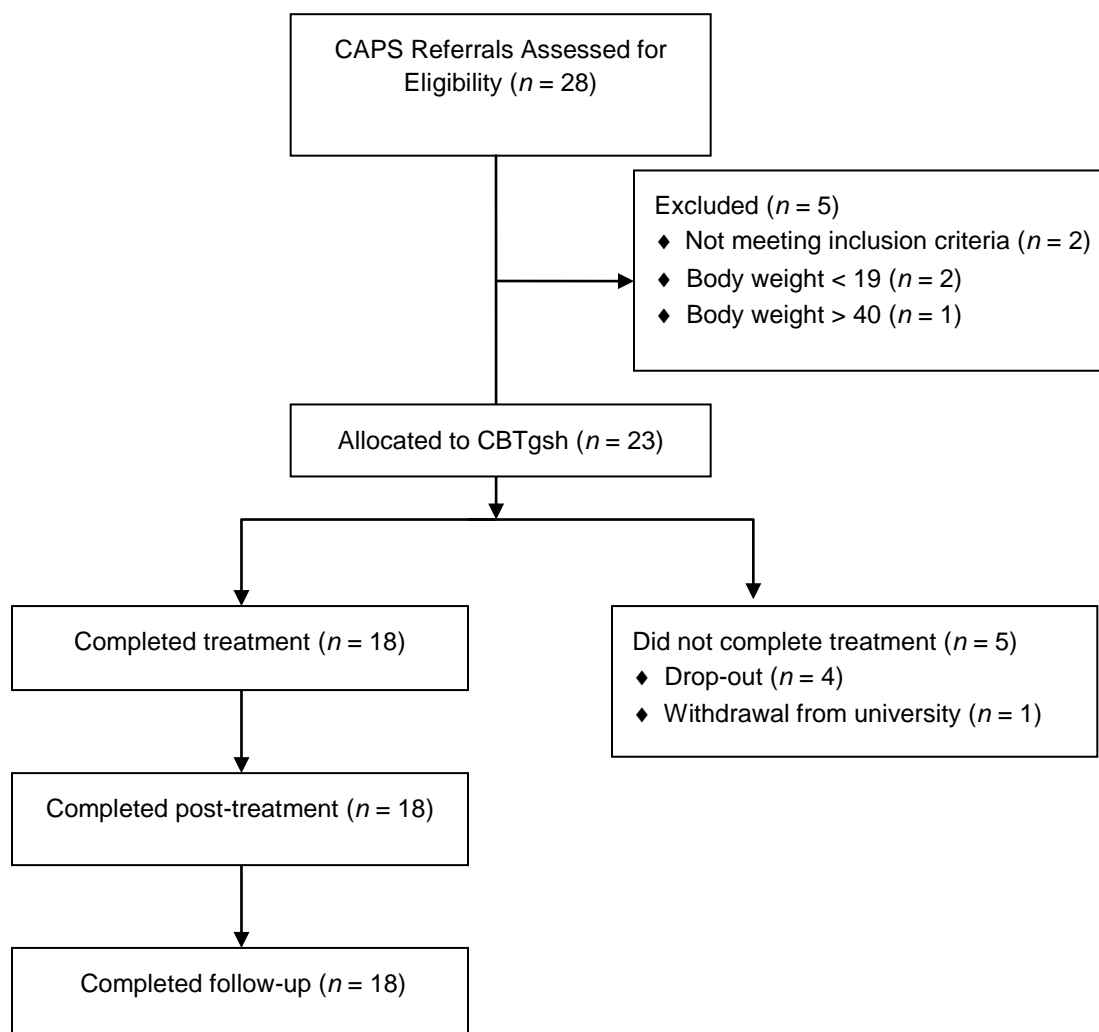 CAPS Referrals Assessed for
Eligibility (n = 28)
Excluded (n = 5)
♦ Not meeting inclusion criteria (n = 2)
♦ Body weight < 19 (n = 2)
♦ Body weight > 40 (n = 1)
Allocated to CBTgsh (n = 23)
Completed treatment (n = 18)
Did not complete treatment (n = 5)
♦ Drop-out (n = 4)
♦ Withdrawal from university (n = 1)
Completed post-treatment (n = 18)
Completed follow-up (n = 18)